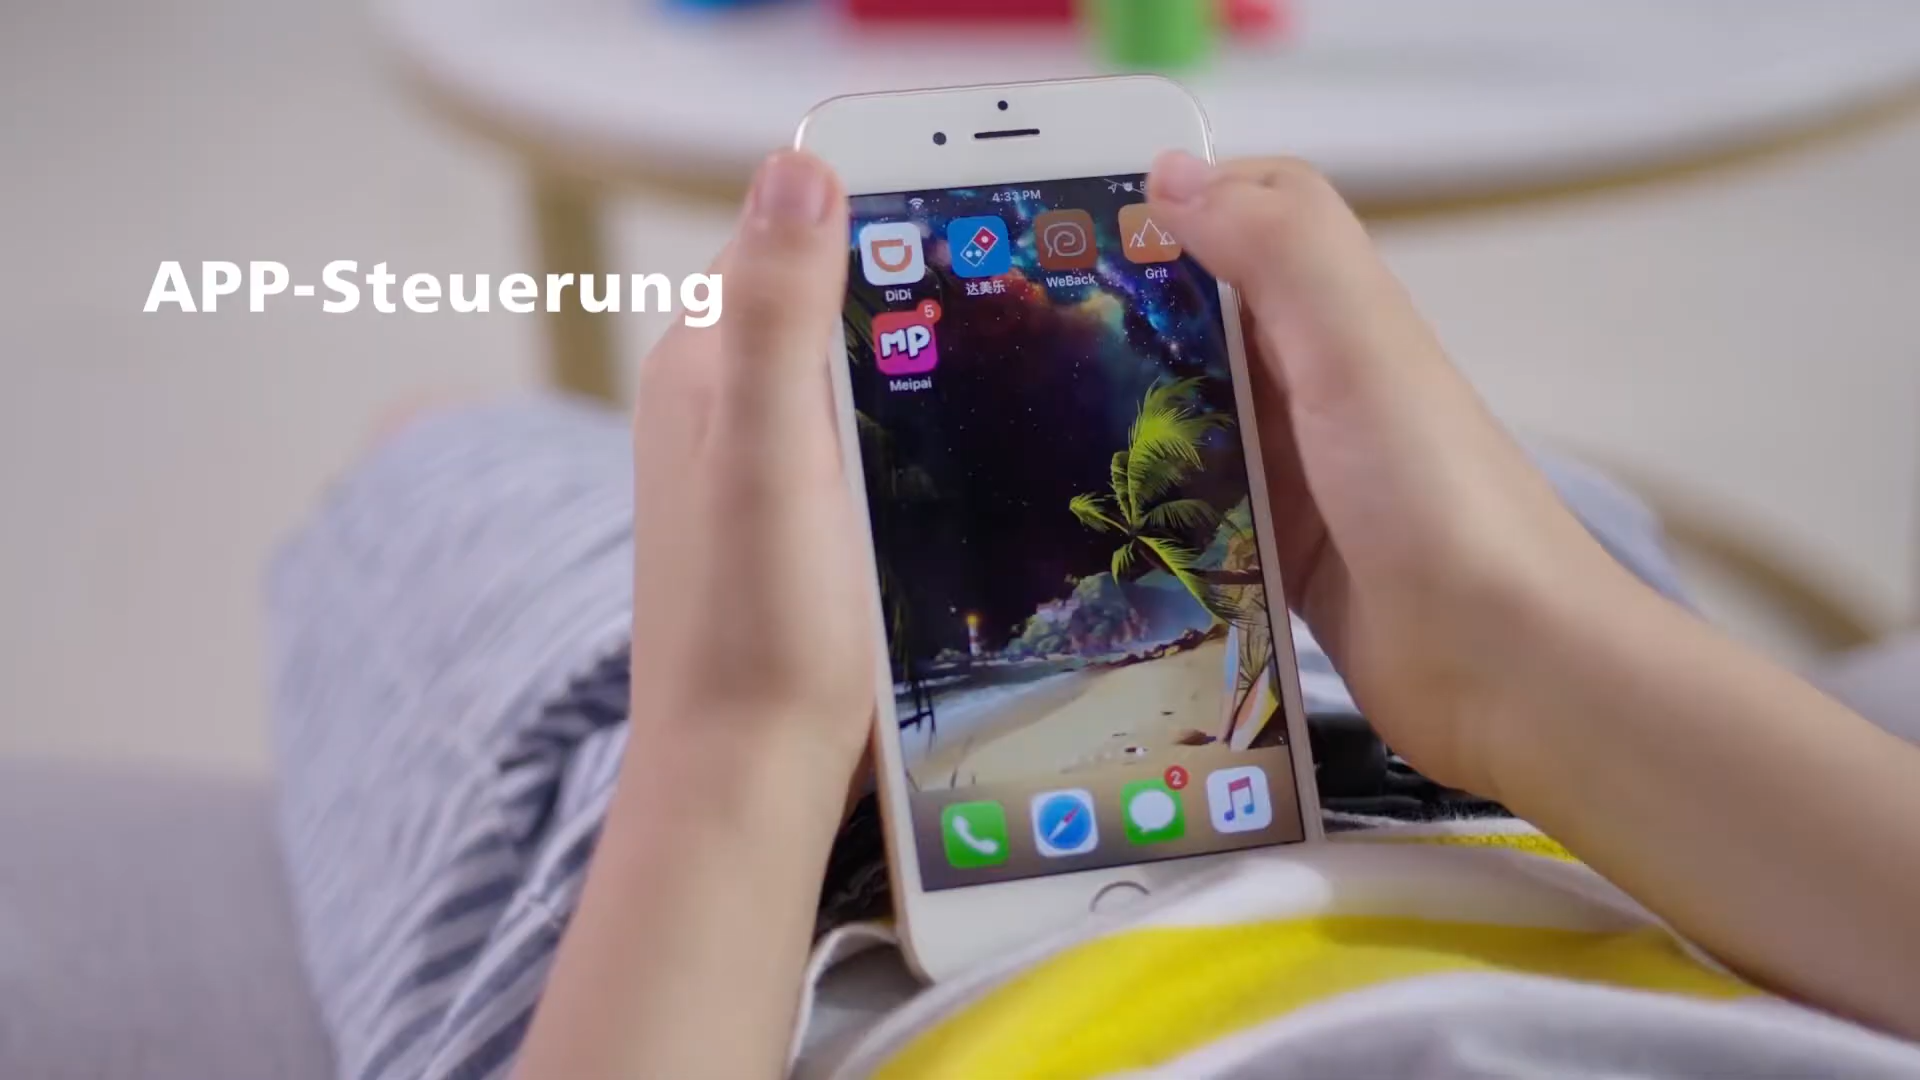 APP-Steuerung
4:33 PM
DiDi
达美乐
WeBack
Grit
5
MP
Meipai
2